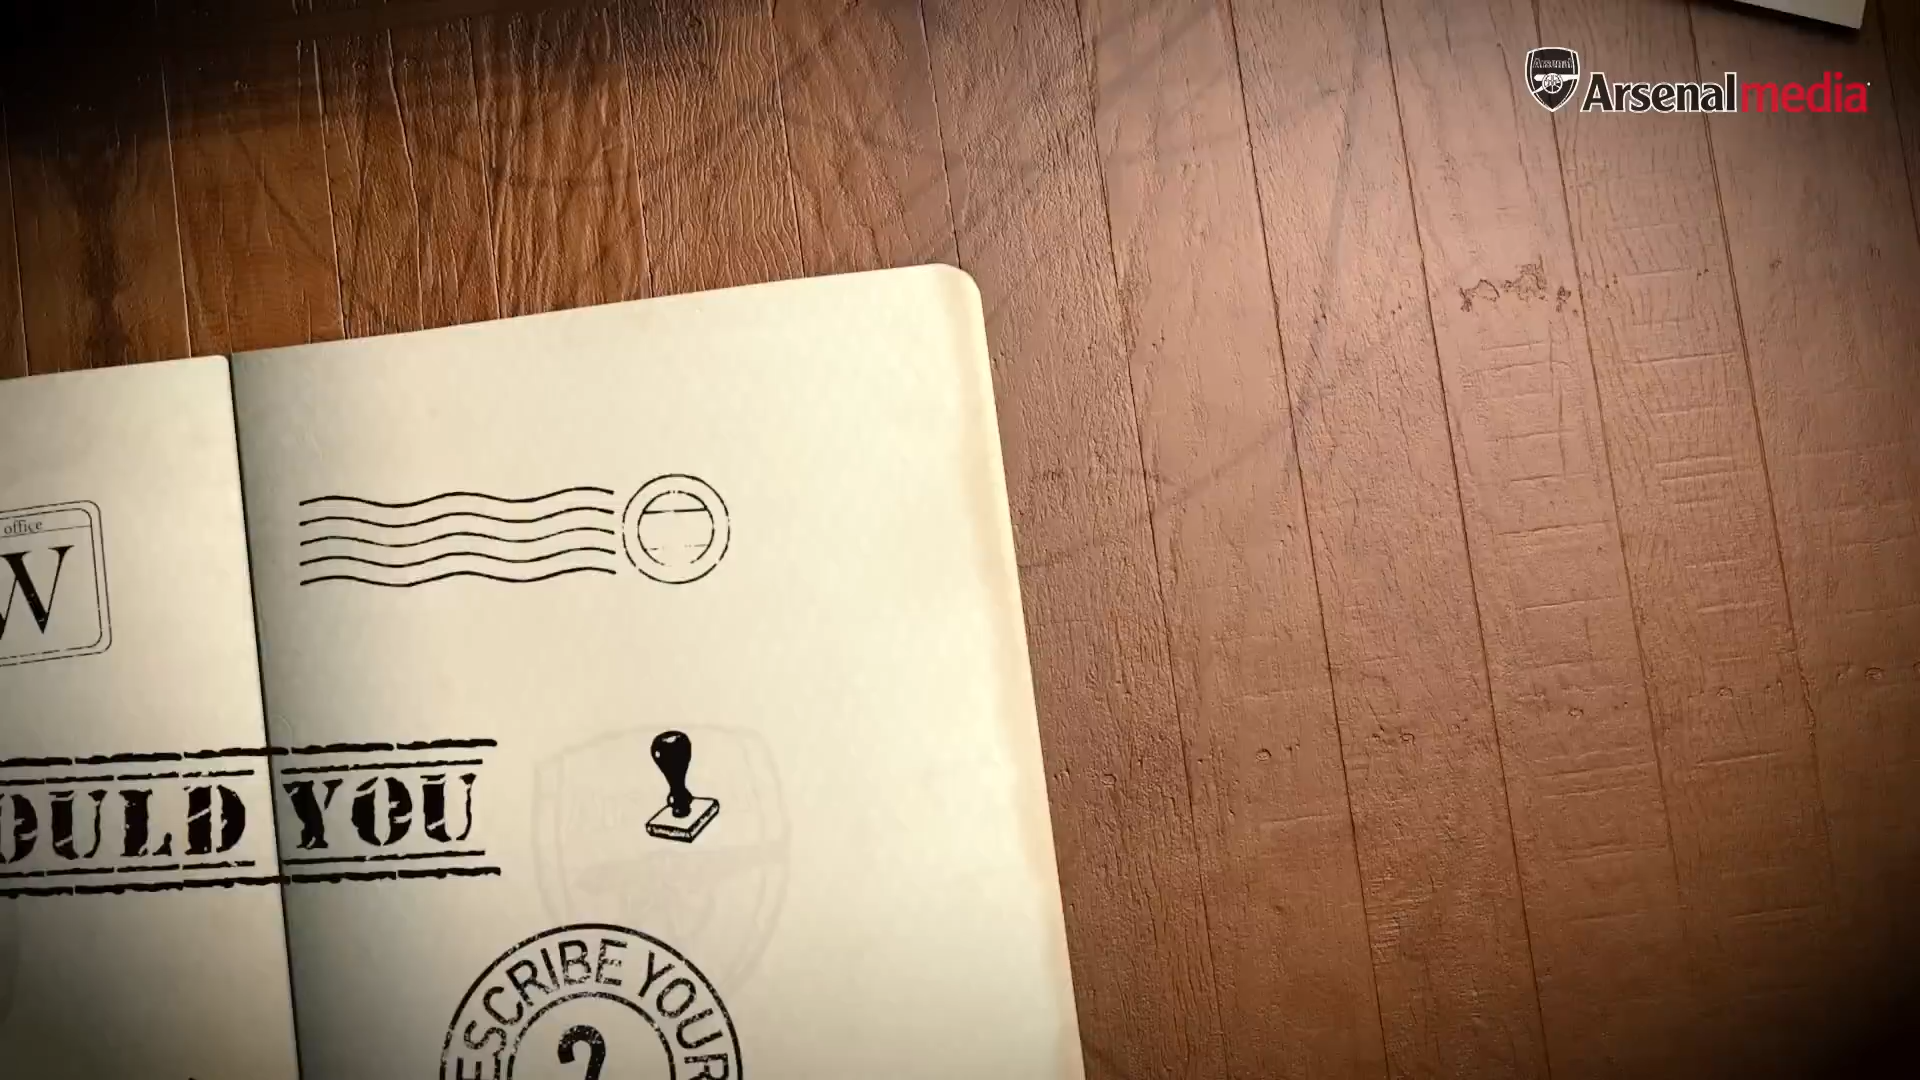 Arsenal
Arsenalmedia
office
W
OULD YOU
ESCRIBE YOUR
?